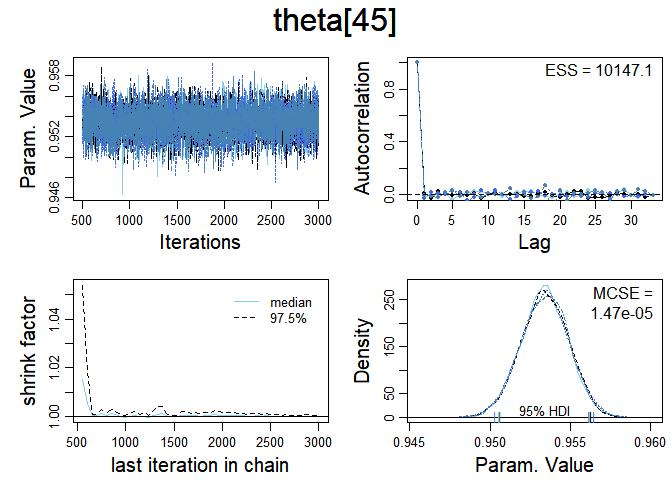 theta[45]
Param. Value
0.958
0.952
0.946
500
1000
1500
2000
2500
3000
Iterations
Autocorrelation
0.8
0.4
0.0
ESS = 10147.1
0
5
10
15
20
25
30
Lag
shrink factor
1.04
1.02
1.00
median
97.5%
500
1000
1500
2000
2500
3000
last iteration in chain
Density
250
150
50
0
MCSE =
1.47e-05
95% HDI
0.945
0.950
0.955
0.960
Param. Value